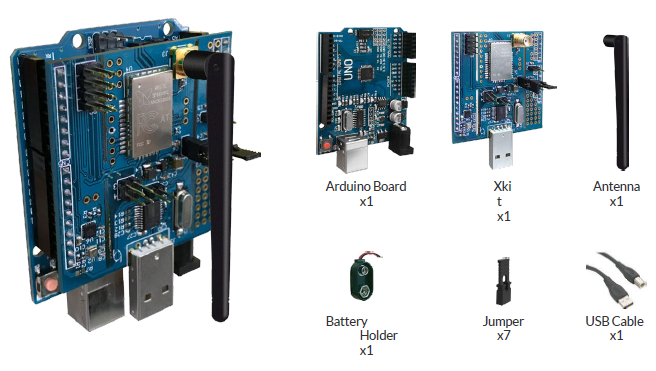 UNO
Arduino Board
x1
Xki
t
x1
Antenna
x1
Battery
Holder
x1
Jumper
x7
USB Cable
x1